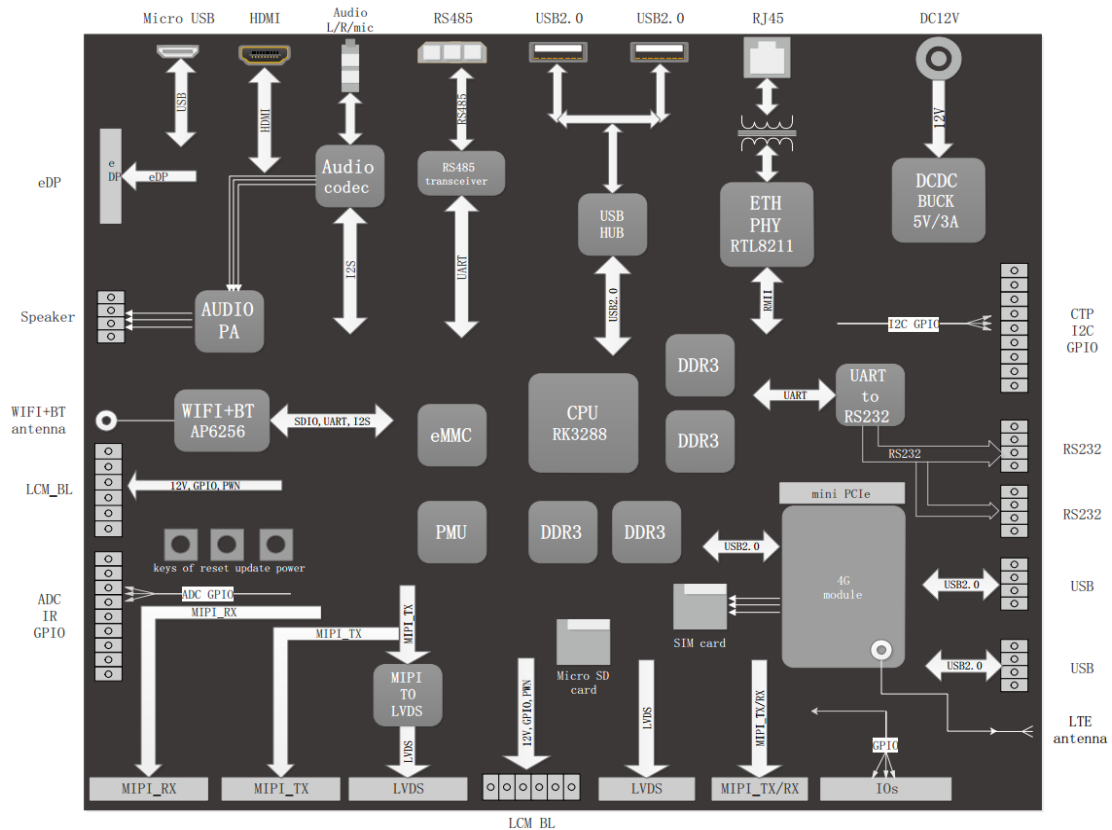 Micro USB
HDMI
Audio
L/R/mic
RS485
USB2.0
USB2.0
RJ45
DC12V
USB
HDMI
RS485
12V
eDP
e
DP
eDP
Audio
codec
RS485
transceiver
USB
HUB
ETH
PHY
RTL8211
DCDC
BUCK
5V/3A
I2S
UART
USB2.0
RMII
Speaker
AUDIO
PA
I2C GPIO
CTP
I2C
GPIO
WIFI+BT
antenna
WIFI+BT
AP6256
SDIO,UART,I2S
eMMC
CPU
RK3288
DDR3
DDR3
UART
UART
to
RS232
RS232
RS232
RS232
LCM_BL
12V,GPIO,PWN
PMU
DDR3
DDR3
USB2.0
mini PCIe
4G
module
USB2.0
USB
keys of reset update power
ADC
IR
GPIO
ADC GPIO
MIPI_RX
MIPI_TX
MIPI_TX
SIM card
Micro SD
card
USB2.0
USB
MIPI
TO
LVDS
LVDS
12V,GPIO,PWN
LVDS
MIPI_TX/RX
GPIO
LTE
antenna
MIPI_RX
MIPI_TX
LVDS
LVDS
MIPI_TX/RX
IOs
LCM BL